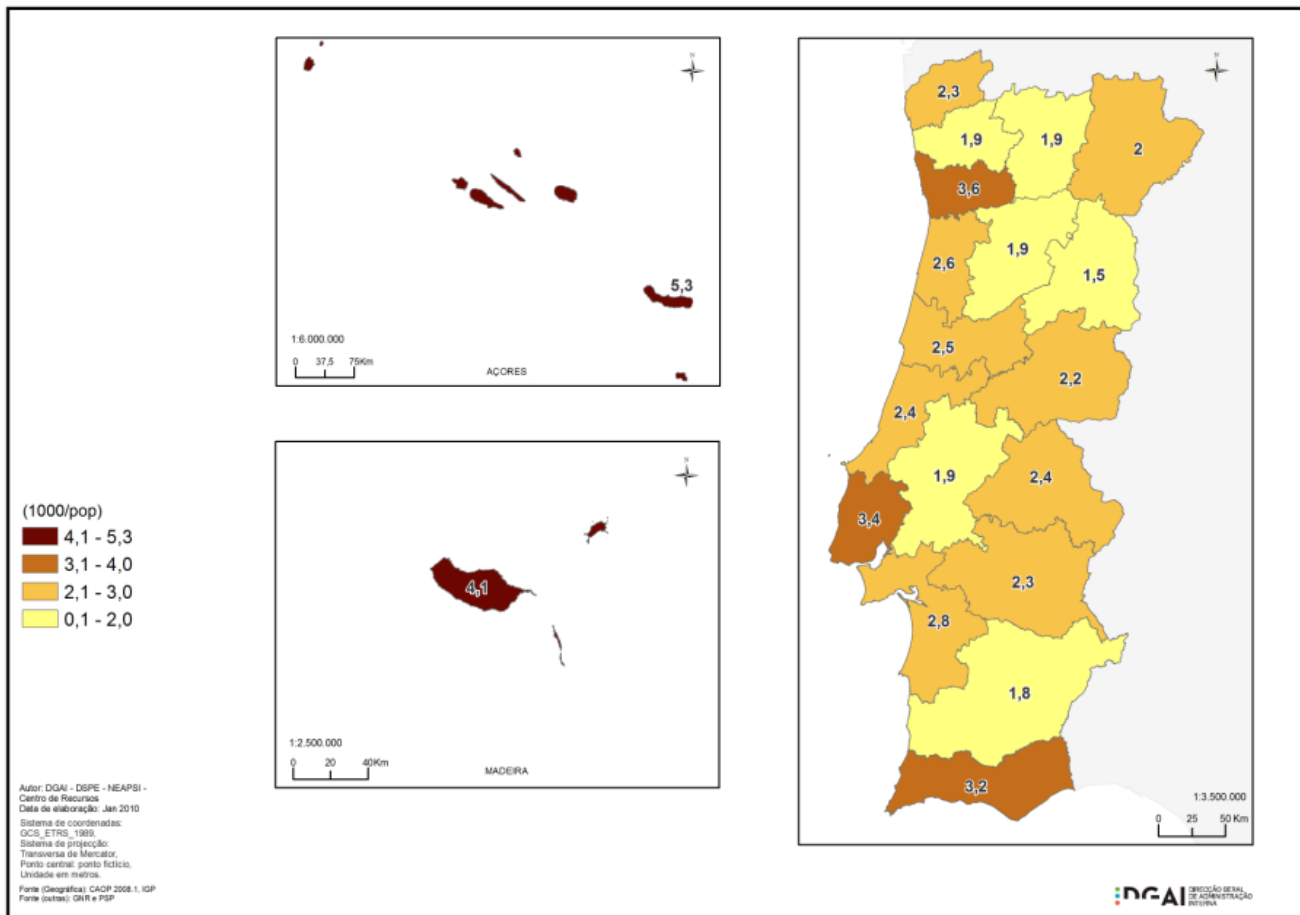 N
5,3
1:6.000.000
0 37,5 75Km
AÇORES
N
4,1
1:2.500.000
0 20 40Km
MADEIRA
N
2,3
1,9
1,9
2
3,6
2,6
1,9
1,5
2,5
2,2
2,4
1,9
2,4
3,4
2,3
2,8
1,8
3,2
1:3.500.000
0 25 50 Km
(1000/pop)
4,1 - 5,3
3,1 - 4,0
2,1 - 3,0
0,1 - 2,0
Autor: DGAI - DSPE - NEAPSI -
Centro de Recursos
Data de elaboração: Jan 2010
Sistema de coordenadas:
GCS_ETRS_1989,
Sistema de projecção:
Transversa de Mercator,
Ponto central: ponto fictício,
Unidade em metros.
Fonte (Geográfica): CAOP 2008.1, IGP
Fonte (outras): GNR e PSP
DGAI
DIRECÇÃO GERAL
DE ADMINISTRAÇÃO
INTERNA